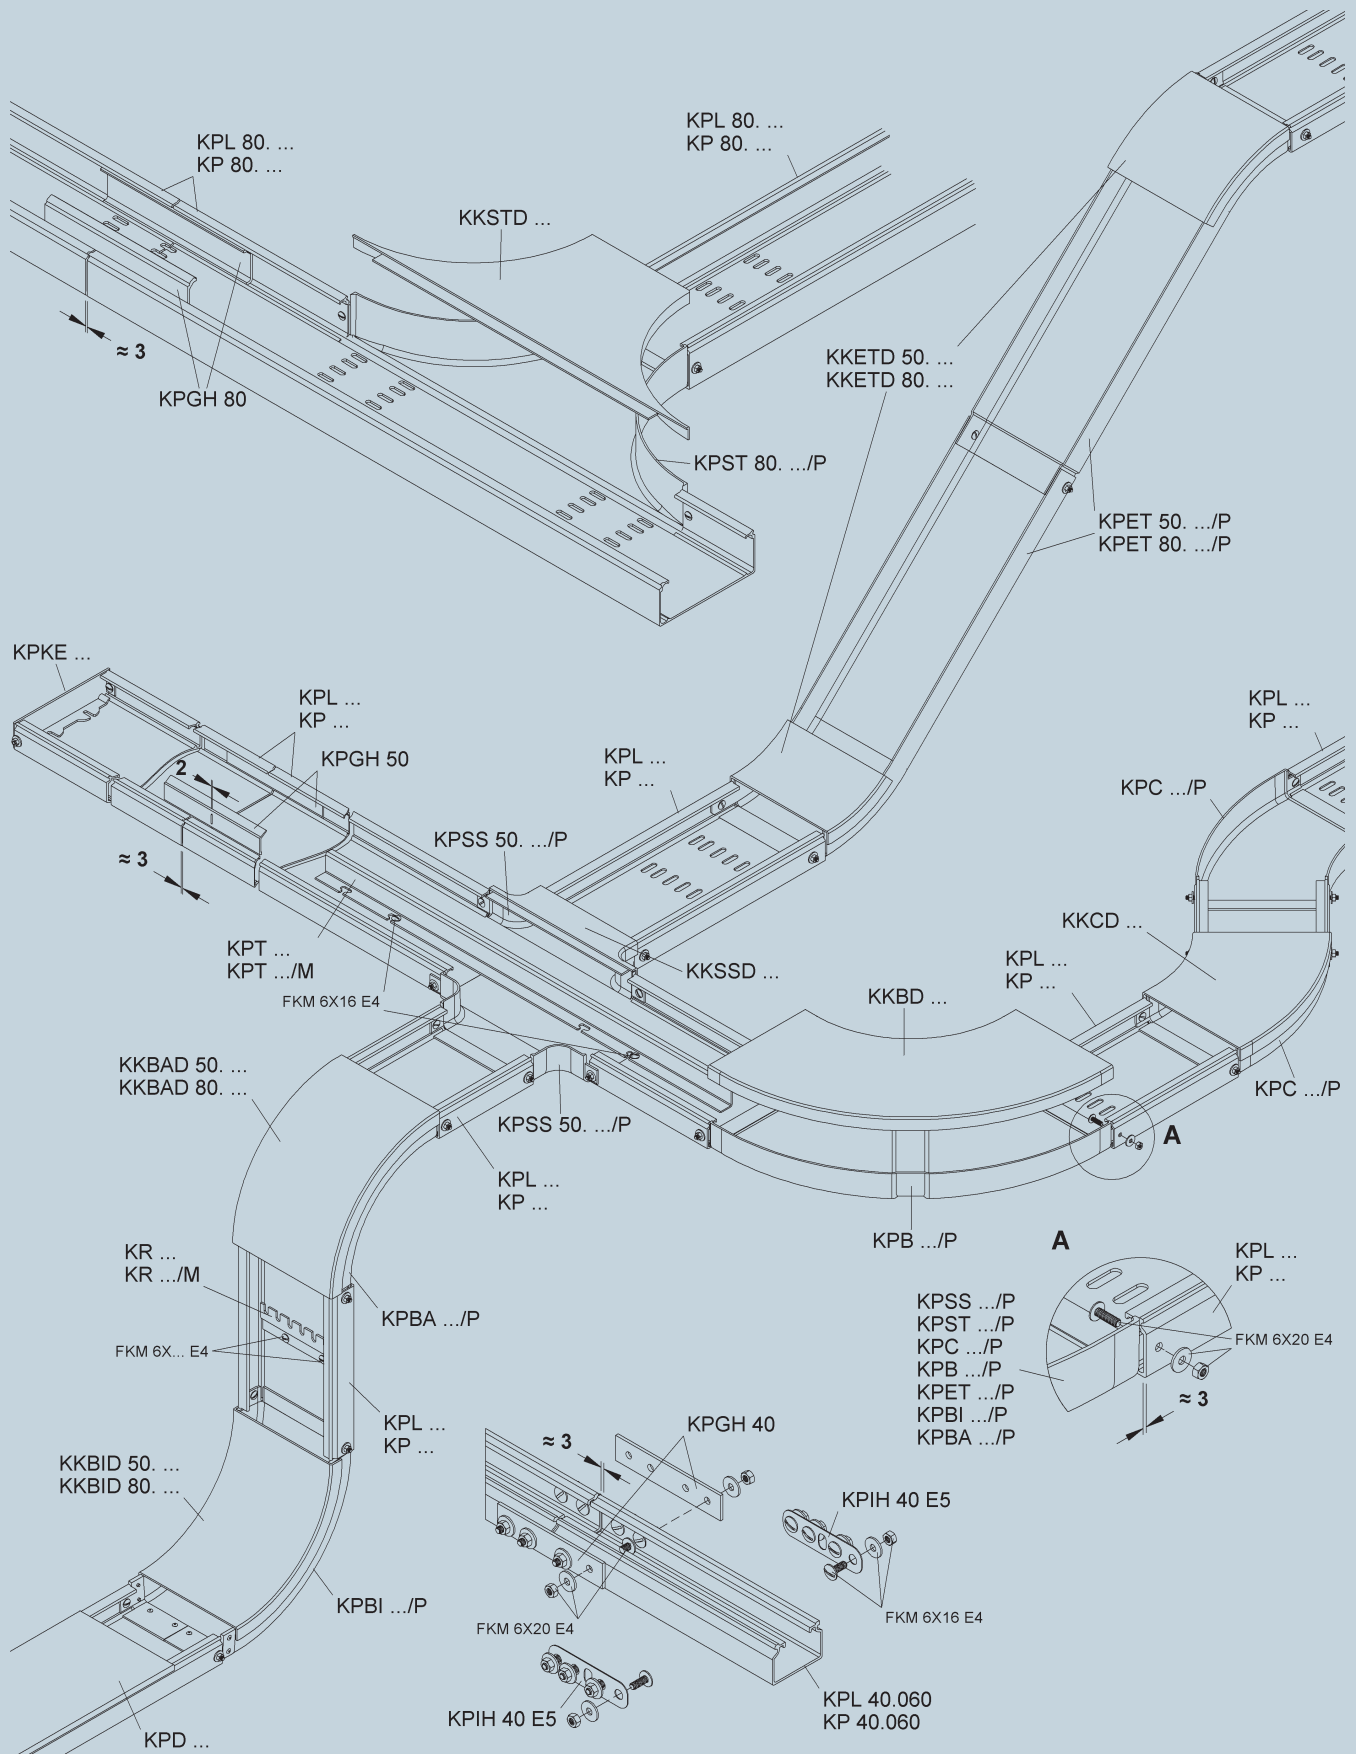 KPL 80. ...
KP 80. ...
KPL 80. ...
KP 80. ...
KKSTD ...
≈ 3
KPGH 80
KKETD 50. ...
KKETD 80. ...
KPST 80. .../P
KPET 50. .../P
KPET 80. .../P
KPKE ...
KPL ...
KP ...
KPGH 50
2
≈ 3
KPL ...
KP ...
KPL ...
KP ...
KPC .../P
KPSS 50. .../P
KPT ...
KPT .../M
FKM 6X16 E4
KKSSD ...
KKCD ...
KPL ...
KP ...
KKBD ...
KKBAD 50. ...
KKBAD 80. ...
KPC .../P
KPSS 50. .../P
A
KPL ...
KP ...
KPB .../P
A
KR ...
KR .../M
KPL ...
KP ...
KPBA .../P
FKM 6X... E4
KPSS .../P
KPST .../P
KPC .../P
KPB .../P
KPET .../P
KPBI .../P
KPBA .../P
FKM 6X20 E4
≈ 3
KPL ...
KP ...
KPGH 40
≈ 3
KKBID 50. ...
KKBID 80. ...
KPIH 40 E5
KPBI .../P
FKM 6X20 E4
FKM 6X16 E4
KPIH 40 E5
KPL 40.060
KP 40.060
KPD ...